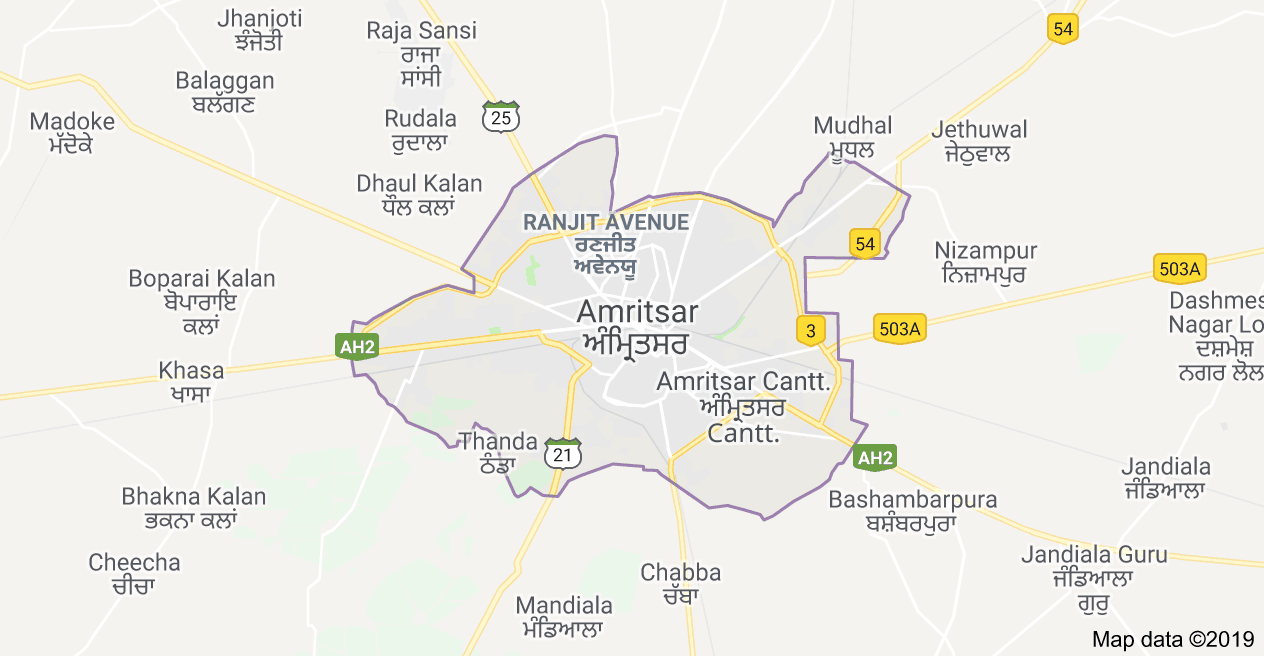 Jhanjoti
ਝੰਜੋਤੀ
Raja Sansi
ਰਾਜਾ
ਸਾਂਸੀ
54
Balaggan
ਬਲੱਗਣ
Madoke
ਮੱਦੋਕੇ
Rudala
ਰੁਦਾਲਾ
25
Mudhal
ਮੂਧਲ
Jethuwal
ਜੇਠੂਵਾਲ
Dhaul Kalan
ਧੌਲ ਕਲਾਂ
RANJIT AVENUE
ਰਣਜੀਤ
ਅਵੇਨਯੂ
54
Nizampur
ਨਿਜ਼ਾਮਪੁਰ
503A
Boparai Kalan
ਬੋਪਾਰਾਇ
ਕਲਾਂ
Amritsar
ਅੰਮ੍ਰਿਤਸਰ
3
503A
Dashmes
Nagar Lo
ਦਸ਼ਮੇਸ਼
ਨਗਰ ਲੋਲ
AH2
Khasa
ਖਾਸਾ
Amritsar Cantt.
ਅੰਮ੍ਰਿਤਸਰ
Cantt.
Thanda
ਠੰਡਾ
21
AH2
Jandiala
ਜੰਡਿਆਲਾ
Bhakna Kalan
ਭਕਨਾ ਕਲਾਂ
Bashambarpura
ਬਸ਼ੰਬਰਪੁਰਾ
Cheecha
ਚੀਚਾ
Chabba
ਚੱਬਾ
Jandiala Guru
ਜੰਡਿਆਲਾ
ਗੁਰੁ
Mandiala
ਮੰਡਿਆਲਾ
Map data ©2019